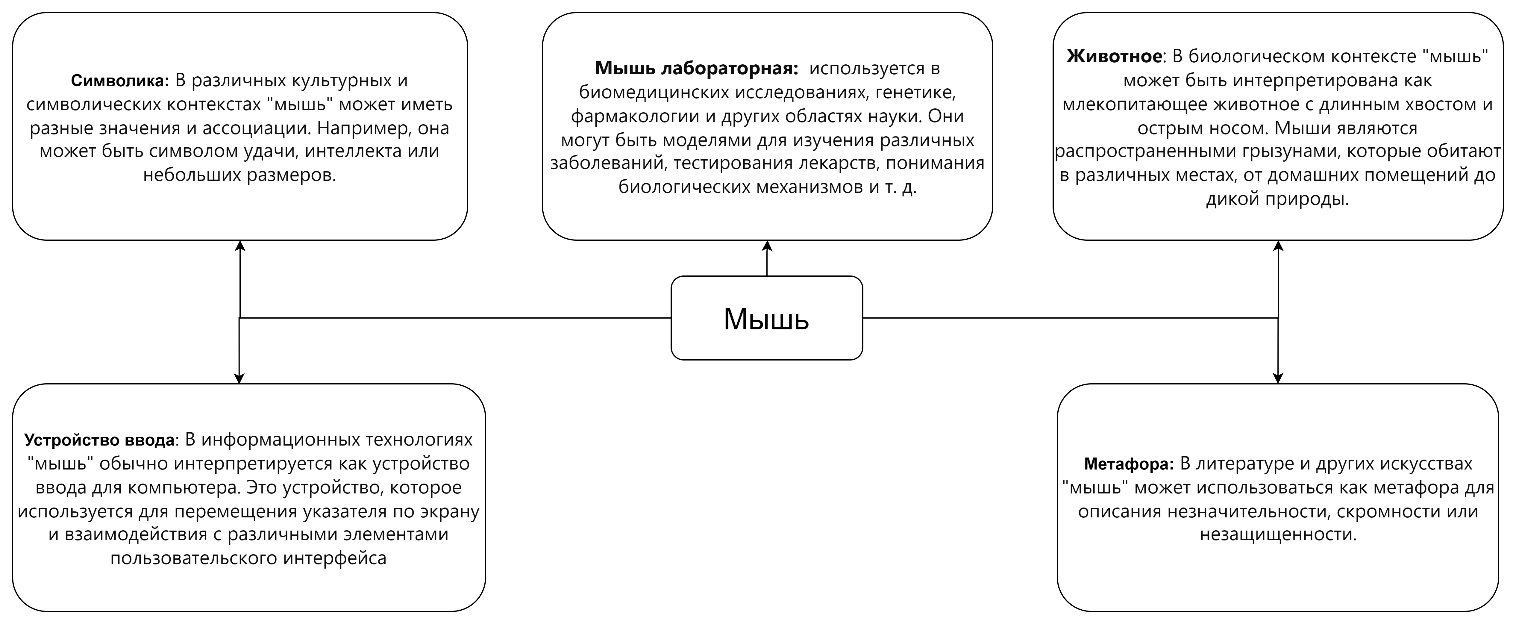 Символика: В различных культурных и
символических контекстах "мышь" может иметь
разные значения и ассоциации. Например, она
может быть символом удачи, интеллекта или
небольших размеров.
Мышь лабораторная: используется в
биомедицинских исследованиях, генетике,
фармакологии и других областях науки. Они
могут быть моделями для изучения различных
заболеваний, тестирования лекарств, понимания
биологических механизмов и т. д.
Животное: В биологическом контексте "мышь"
может быть интерпретирована как
млекопитающее животное с длинным хвостом и
острым носом. Мыши являются
распространенными грызунами, которые обитают
в различных местах, от домашних помещений до
дикой природы.
Мышь
Устройство ввода: В информационных технологиях
"мышь" обычно интерпретируется как устройство
ввода для компьютера. Это устройство, которое
используется для перемещения указателя по экрану
и взаимодействия с различными элементами
пользовательского интерфейса
Метафора: В литературе и других искусствах
"мышь" может использоваться как метафора для
описания незначительности, скромности или
незащищенности.